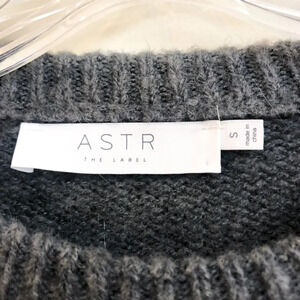 ASTR
THE LABEL
S
made in
china